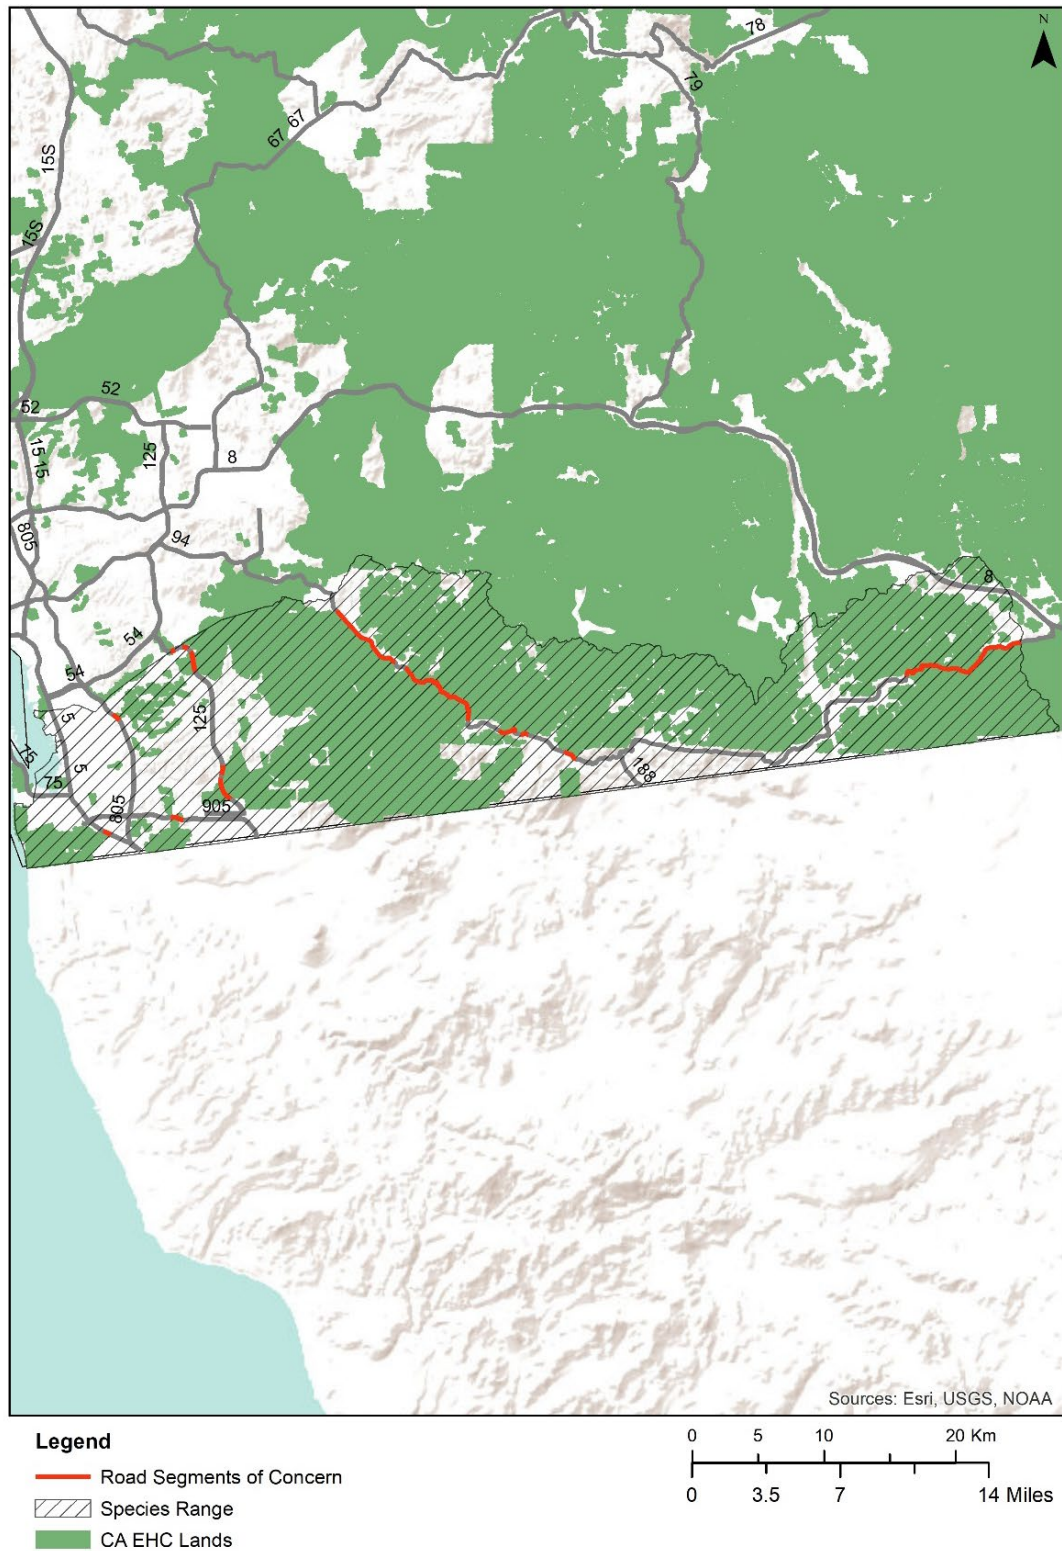 N
78
79
67 67
15S
15S
52
52
15 15
125
8
805
94
8
54
54
125
5
5
75
75
805
905
188
Sources: Esri, USGS, NOAA
Legend
Road Segments of Concern
Species Range
CA EHC Lands
0 5 10 20 Km
0 3.5 7 14 Miles